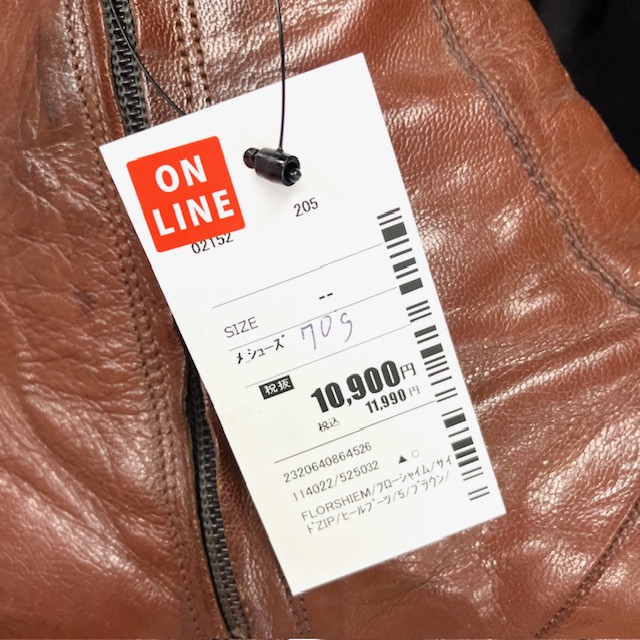 ON
LINE
02152 205
SIZE --
メ シューズ 70s
税抜 10,900円
税込 11,990円
2320640864526
114022/525032 ▲ C
FLORSHIEM/フローシャイム/サイ
ドZIP/ヒールブーツ/5/ブラウン/